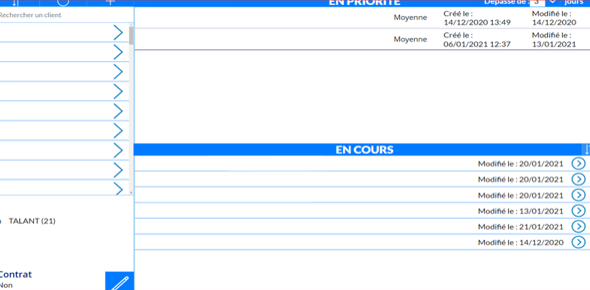 EN PRIORITÉ
Dépassé de : 3 jours
Rechercher un client
Moyenne
Créé le :
14/12/2020 13:49
Modifié le :
14/12/2020
Moyenne
Créé le :
06/01/2021 12:37
Modifié le :
13/01/2021
EN COURS
Modifié le : 20/01/2021
Modifié le : 20/01/2021
Modifié le : 20/01/2021
Modifié le : 13/01/2021
Modifié le : 21/01/2021
Modifié le : 14/12/2020
TALANT (21)
Contrat
Non